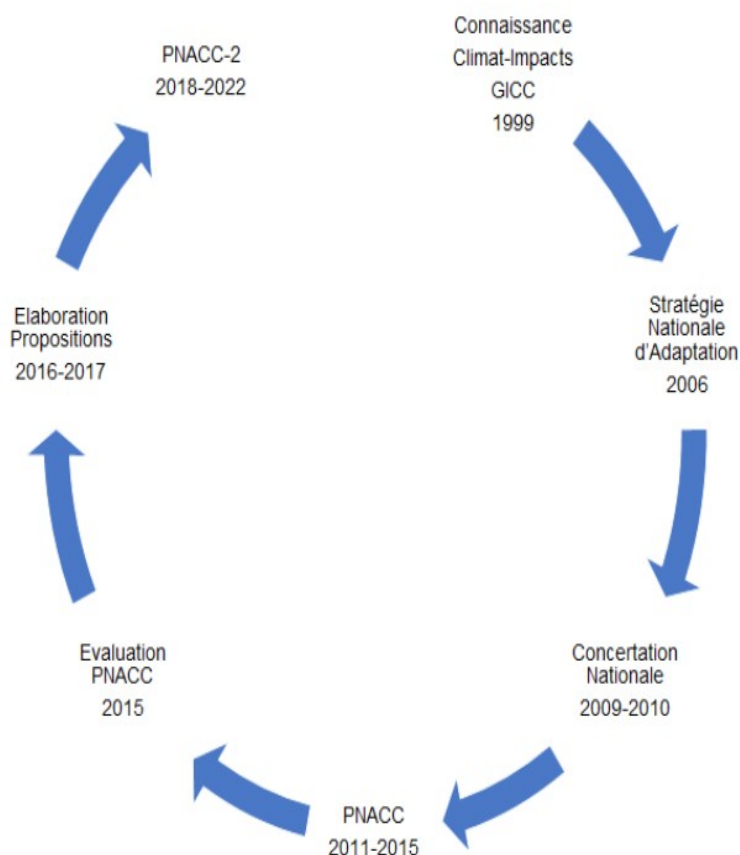 Connaissance
Climat-Impacts
GICC
1999
Stratégie
Nationale
d'Adaptation
2006
Concertation
Nationale
2009-2010
PNACC
2011-2015
Evaluation
PNACC
2015
Elaboration
Propositions
2016-2017
PNACC-2
2018-2022